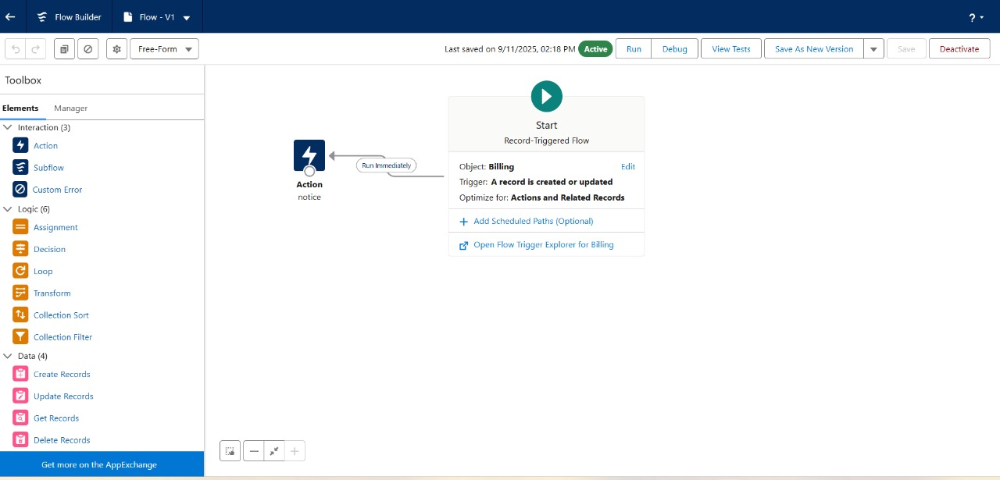 Flow Builder
Flow - V1
?
Free-Form
Last saved on 9/11/2025, 02:18 PM
Active
Run
Debug
View Tests
Save As New Version
Save
Deactivate
Toolbox
Elements
Manager
Interaction (3)
Action
Subflow
Custom Error
Logic (6)
Assignment
Decision
Loop
Transform
Collection Sort
Collection Filter
Data (4)
Create Records
Update Records
Get Records
Delete Records
Get more on the AppExchange
Action
notice
Run Immediately
Start
Record-Triggered Flow
Object: Billing
Edit
Trigger: A record is created or updated
Optimize for: Actions and Related Records
Add Scheduled Paths (Optional)
Open Flow Trigger Explorer for Billing